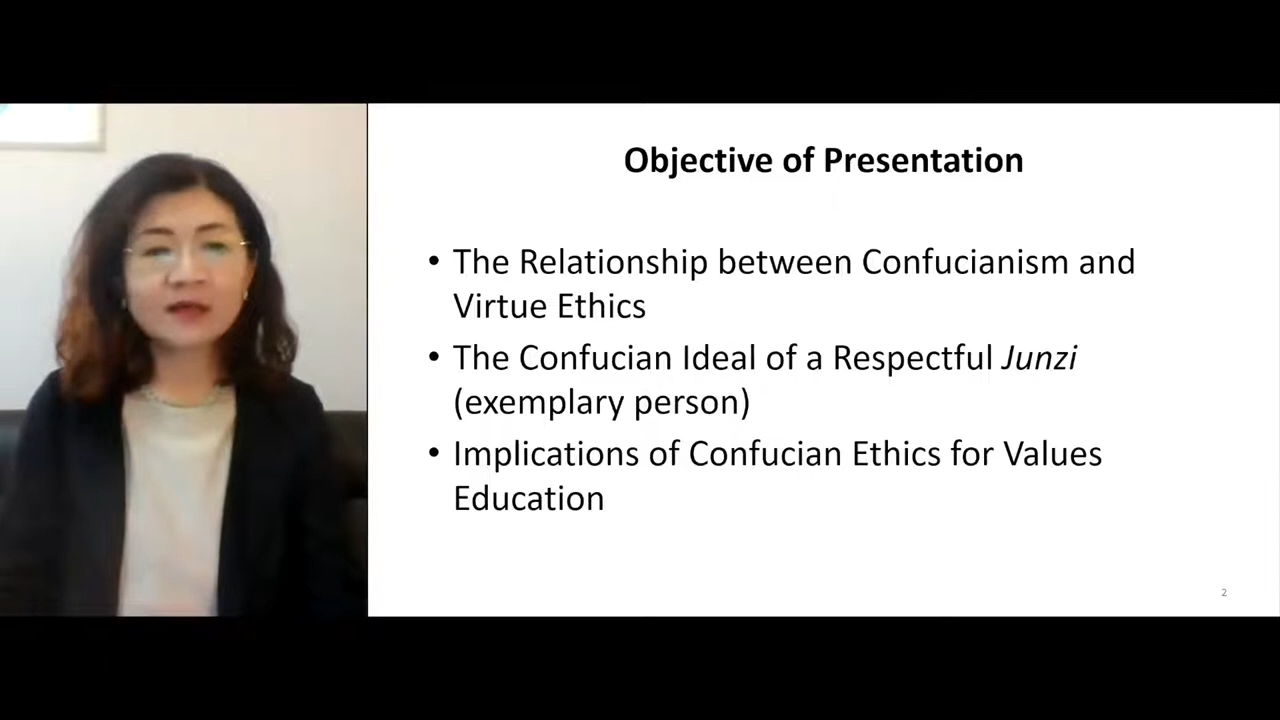 Objective of Presentation
• The Relationship between Confucianism and
Virtue Ethics
• The Confucian Ideal of a Respectful Junzi
(exemplary person)
• Implications of Confucian Ethics for Values
Education
2